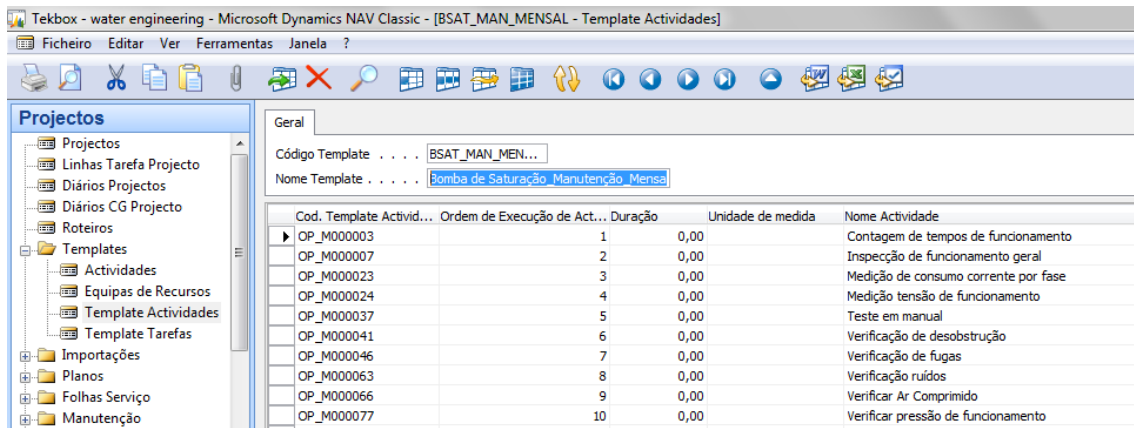 Tekbox - water engineering - Microsoft Dynamics NAV Classic - [BSAT_MAN_MENSAL - Template Actividades]
Ficheiro Editar Ver Ferramentas Janela ?
Projectos
Projectos
Linhas Tarefa Projecto
Diários Projectos
Diários CG Projecto
Roteiros
Templates
Actividades
Equipas de Recursos
Template Actividades
Template Tarefas
Importações
Planos
Folhas Serviço
Manutenção
Geral
Código Template . . . . BSAT_MAN_MEN...
Nome Template . . . . . Bomba de Saturação_Manutenção_Mensa
Cod. Template Activid... Ordem de Execução de Act... Duração Unidade de medida Nome Actividade
OP_M000003 1 0,00 Contagem de tempos de funcionamento
OP_M000007 2 0,00 Inspecção de funcionamento geral
OP_M000023 3 0,00 Medição de consumo corrente por fase
OP_M000024 4 0,00 Medição tensão de funcionamento
OP_M000037 5 0,00 Teste em manual
OP_M000041 6 0,00 Verificação de desobstrução
OP_M000046 7 0,00 Verificação de fugas
OP_M000063 8 0,00 Verificação ruídos
OP_M000066 9 0,00 Verificar Ar Comprimido
OP_M000077 10 0,00 Verificar pressão de funcionamento